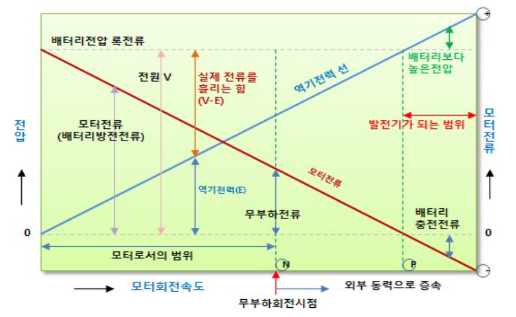 +
배터리전압 록전류
전원 V
실제 전류를
흘리는 힘
(V-E)
역기전력 선
배터리보다
높은전압
발전기가 되는 범위
모터전류
(배터리방전전류)
전압
모터전류
모터전류
역기전력(E)
무부하전류
배터리
충전전류
0
0
모터로서의 범위
N
P
-
모터회전속도
외부 동력으로 증속
무부하회전시점